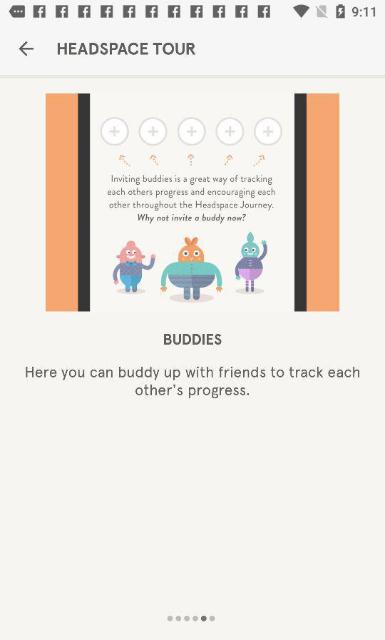 9:11
HEADSPACE TOUR
Inviting buddies is a great way of tracking
each others progress and encouraging each
other throughout the Headspace Journey.
Why not invite a buddy now?
BUDDIES
Here you can buddy up with friends to track each
other's progress.